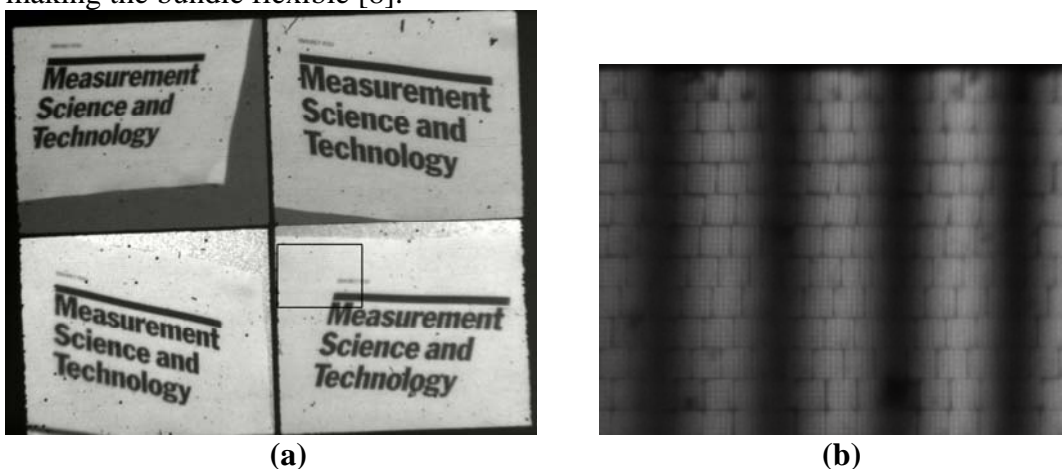 making the bundle flexible [8].
Measurement
Science and
Technology
Measurement
Science and
Technology
Measurement
Science and
Technology
Measurement
Science and
Technology
(a)
(b)